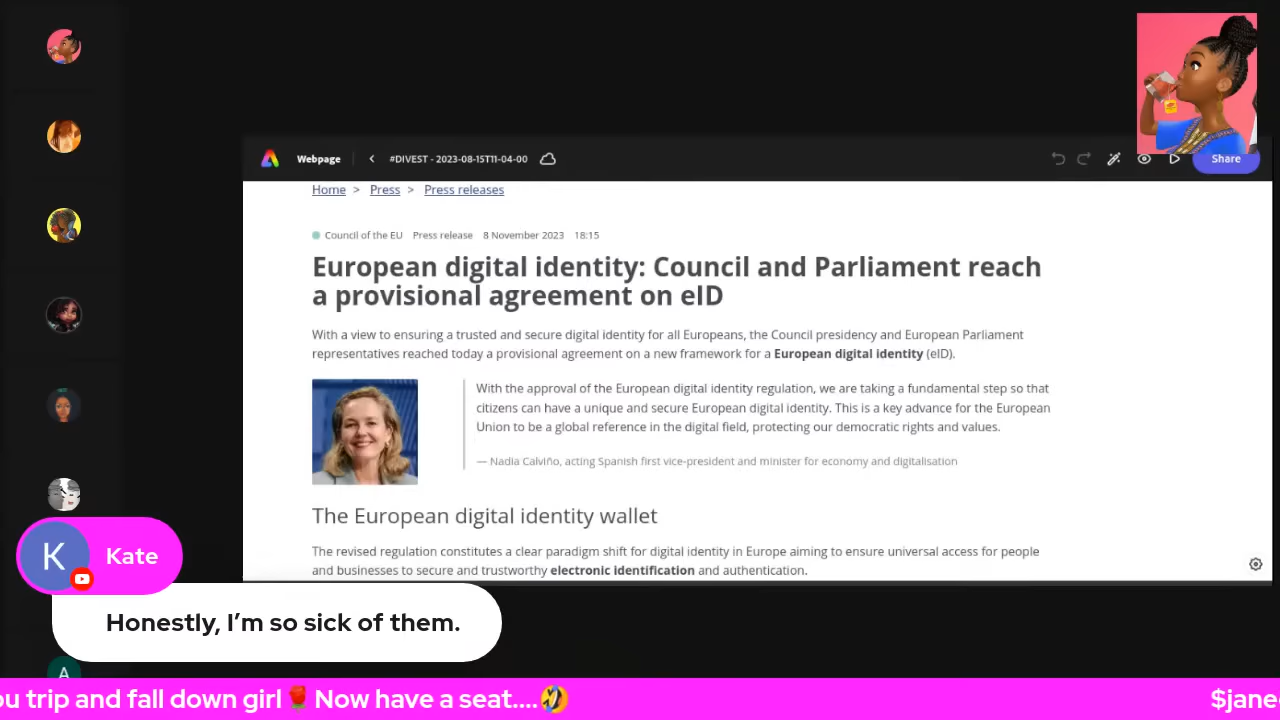 Webpage
#DIVEST - 2023-08-15T11-04-00
Share
Home > Press > Press releases
Council of the EU Press release 8 November 2023 18:15
European digital identity: Council and Parliament reach
a provisional agreement on eID
With a view to ensuring a trusted and secure digital identity for all Europeans, the Council presidency and European Parliament
representatives reached today a provisional agreement on a new framework for a European digital identity (eID).
With the approval of the European digital identity regulation, we are taking a fundamental step so that
citizens can have a unique and secure European digital identity. This is a key advance for the European
Union to be a global reference in the digital field, protecting our democratic rights and values.
— Nadia Calviño, acting Spanish first vice-president and minister for economy and digitalisation
The European digital identity wallet
The revised regulation constitutes a clear paradigm shift for digital identity in Europe aiming to ensure universal access for people
and businesses to secure and trustworthy electronic identification and authentication.
K
Kate
Honestly, I’m so sick of them.
A
ou trip and fall down girl🌹Now have a seat....🤣
$jane